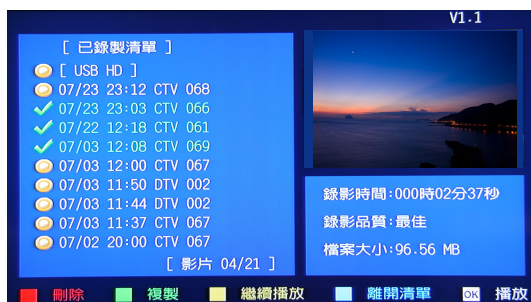 V1.1
[ 已錄製清單 ]
[ USB HD ]
07/23 23:12 CTV 068
07/23 23:03 CTV 066
07/22 12:18 CTV 061
07/03 12:08 CTV 069
07/03 12:00 CTV 067
07/03 11:50 DTV 002
07/03 11:44 DTV 002
07/03 11:37 CTV 067
07/02 20:00 CTV 067
[ 影片 04/21 ]
錄影時間:000時02分37秒
錄影品質:最佳
檔案大小:96.56 MB
刪除 複製 繼續播放 離開清單 OK 播放